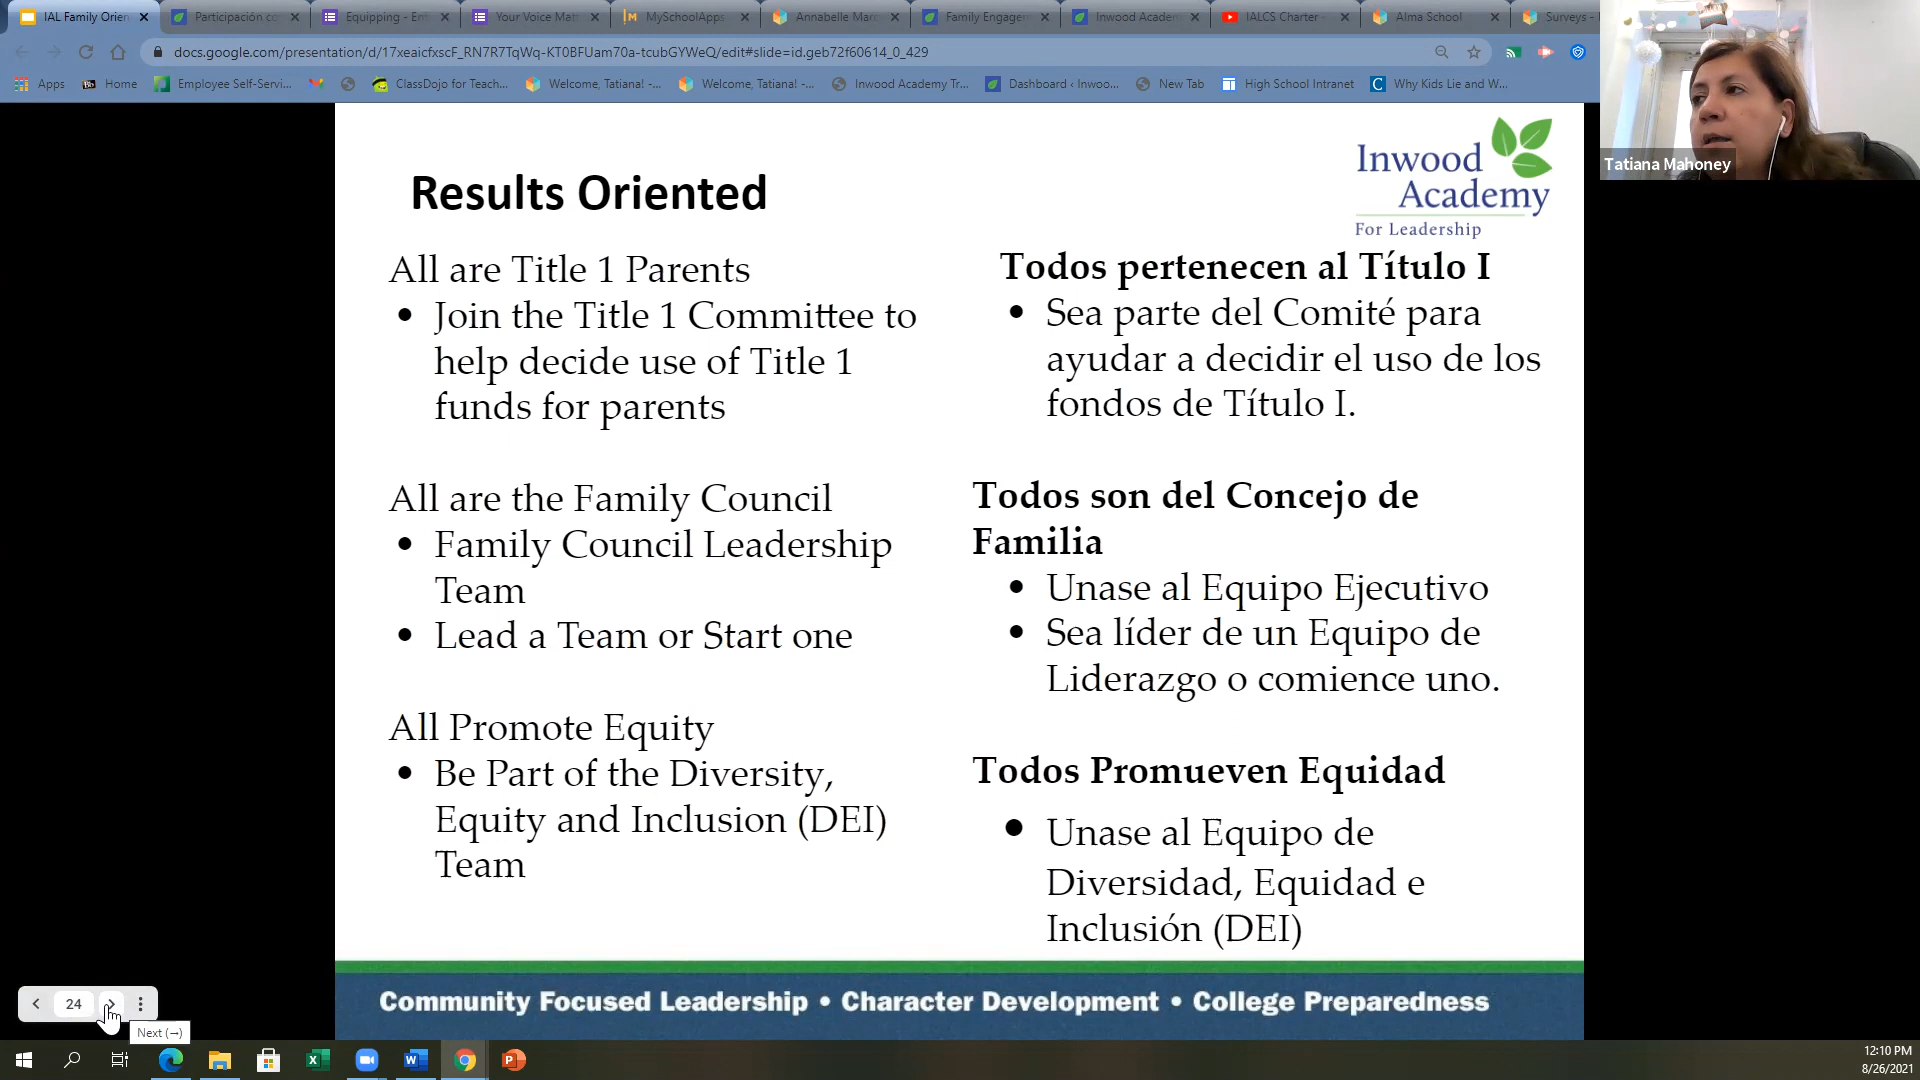 IAL Family Orien
Participación co
Equipping - Ent
Your Voice Matt
MySchoolApps
Annabelle Marc
Family Engagem
Inwood Academ
IALCS Charter -
Alma School
Surveys -
docs.google.com/presentation/d/17xeaicfxscF_RN7R7TqWq-KT0BFUam70a-tcubGYWeQ/edit#slide=id.geb72f60614_0_429
Apps
Home
Employee Self-Servi...
ClassDojo for Teach...
Welcome, Tatiana! -...
Welcome, Tatiana! -...
Inwood Academy Tr...
Dashboard ‹ Inwoo...
New Tab
High School Intranet
Why Kids Lie and W...
Tatiana Mahoney
Inwood
Academy
For Leadership
Results Oriented
All are Title 1 Parents
• Join the Title 1 Committee to
help decide use of Title 1
funds for parents
All are the Family Council
• Family Council Leadership
Team
• Lead a Team or Start one
All Promote Equity
• Be Part of the Diversity,
Equity and Inclusion (DEI)
Team
Todos pertenecen al Título I
• Sea parte del Comité para
ayudar a decidir el uso de los
fondos de Título I.
Todos son del Concejo de
Familia
• Unase al Equipo Ejecutivo
• Sea líder de un Equipo de
Liderazgo o comience uno.
Todos Promueven Equidad
• Unase al Equipo de
Diversidad, Equidad e
Inclusión (DEI)
Community Focused Leadership • Character Development • College Preparedness
24
Next (→)
12:10 PM
8/26/2021